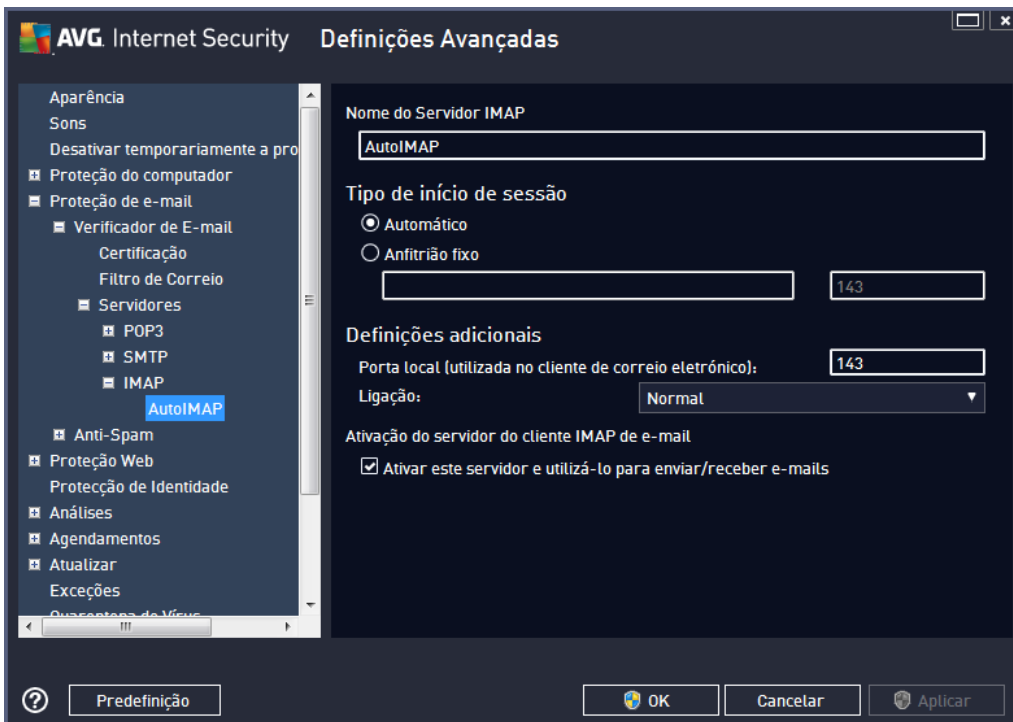 AVG. Internet Security Definições Avançadas
Aparência
Sons
Desativar temporariamente a pro
Proteção do computador
Proteção de e-mail
Verificador de E-mail
Certificação
Filtro de Correio
Servidores
POP3
SMTP
IMAP
AutoIMAP
Anti-Spam
Proteção Web
Protecção de Identidade
Análises
Agendamentos
Atualizar
Exceções
Quarentena de Vírus
Nome do Servidor IMAP
AutoIMAP
Tipo de início de sessão
Automático
Anfitrião fixo
143
Definições adicionais
Porta local (utilizada no cliente de correio eletrónico): 143
Ligação: Normal
Ativação do servidor do cliente IMAP de e-mail
Ativar este servidor e utilizá-lo para enviar/receber e-mails
? Predefinição OK Cancelar Aplicar